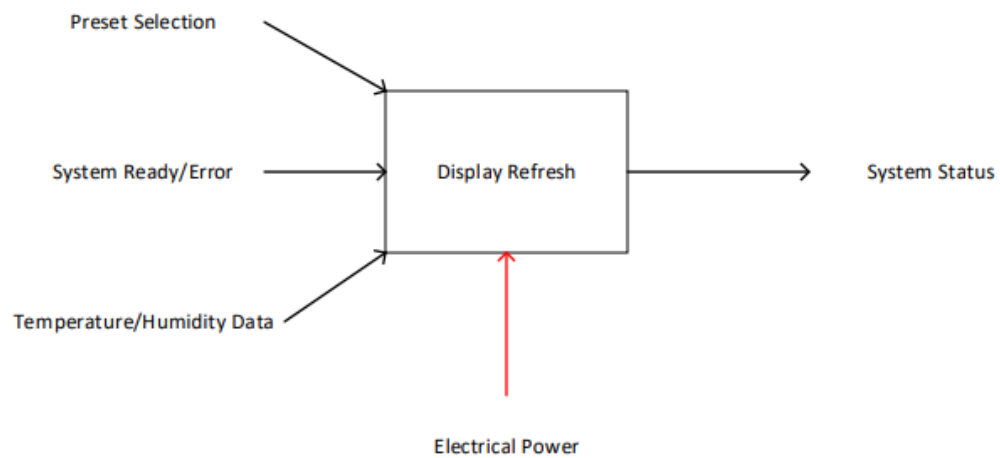 Preset Selection
System Ready/Error
Display Refresh
System Status
Temperature/Humidity Data
Electrical Power